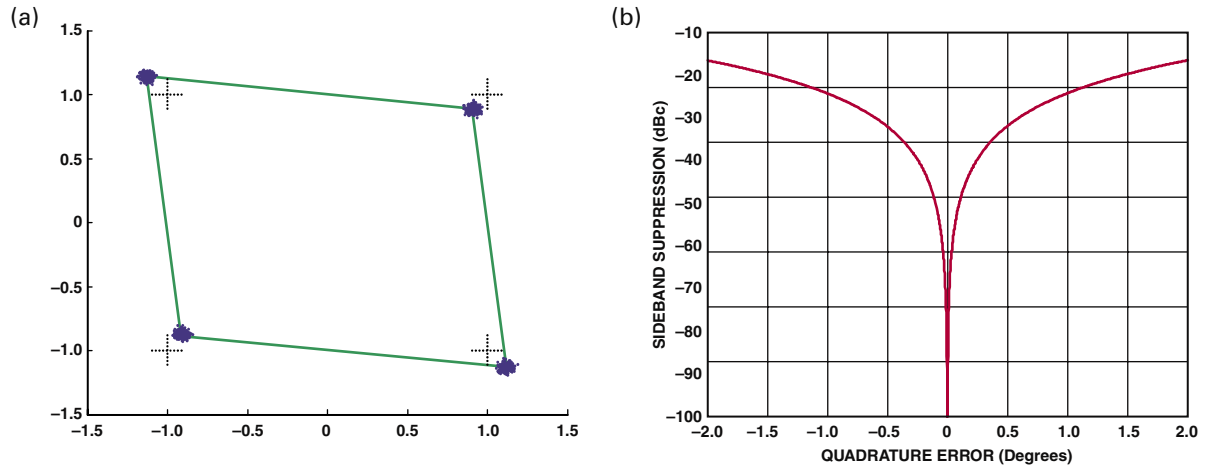 (a)
1.5
1.0
0.5
0
–0.5
–1.0
–1.5
–1.5 –1.0 –0.5 0 0.5 1.0 1.5
(b)
SIDEBAND SUPPRESSION (dBc)
–10
–20
–30
–40
–50
–60
–70
–80
–90
–100
–2.0 –1.5 –1.0 –0.5 0 0.5 1.0 1.5 2.0
QUADRATURE ERROR (Degrees)